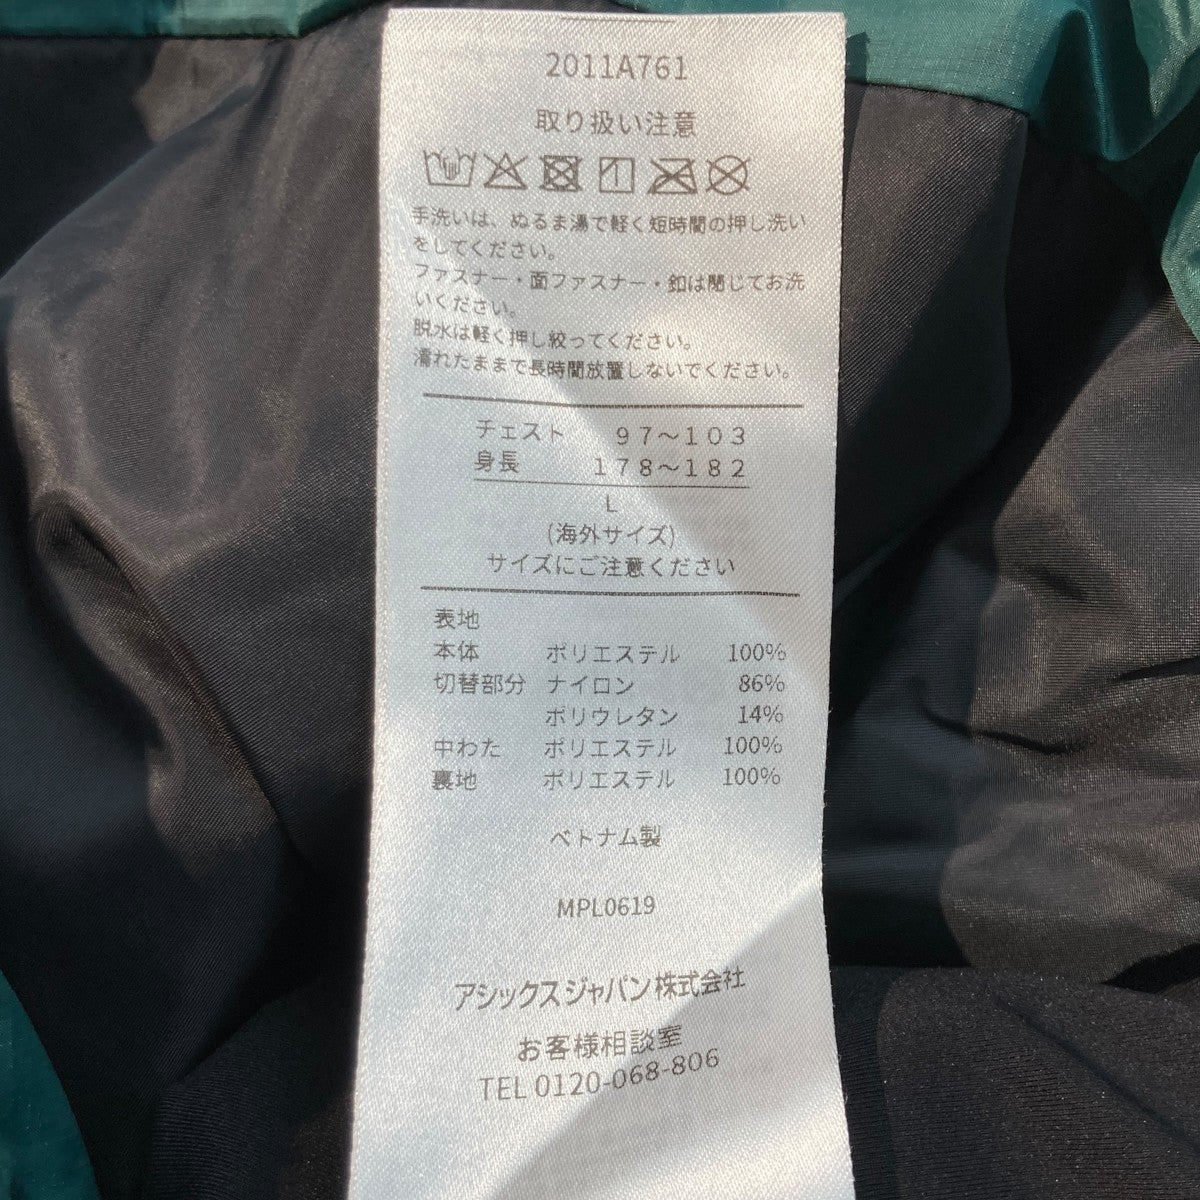 2011A761
取り扱い注意
手洗いは、ぬるま湯で軽く短時間の押し洗い
をしてください。
ファスナー・面ファスナー・釦は閉じてお洗
いください。
脱水は軽く押し絞ってください。
濡れたままで長時間放置しないでください。
チェスト 97〜103
身長 178〜182
L
(海外サイズ)
サイズにご注意ください
表地
本体 ポリエステル 100%
切替部分 ナイロン 86%
ポリウレタン 14%
中わた ポリエステル 100%
裏地 ポリエステル 100%
ベトナム製
MPL0619
アシックスジャパン株式会社
お客様相談室
TEL 0120-068-806